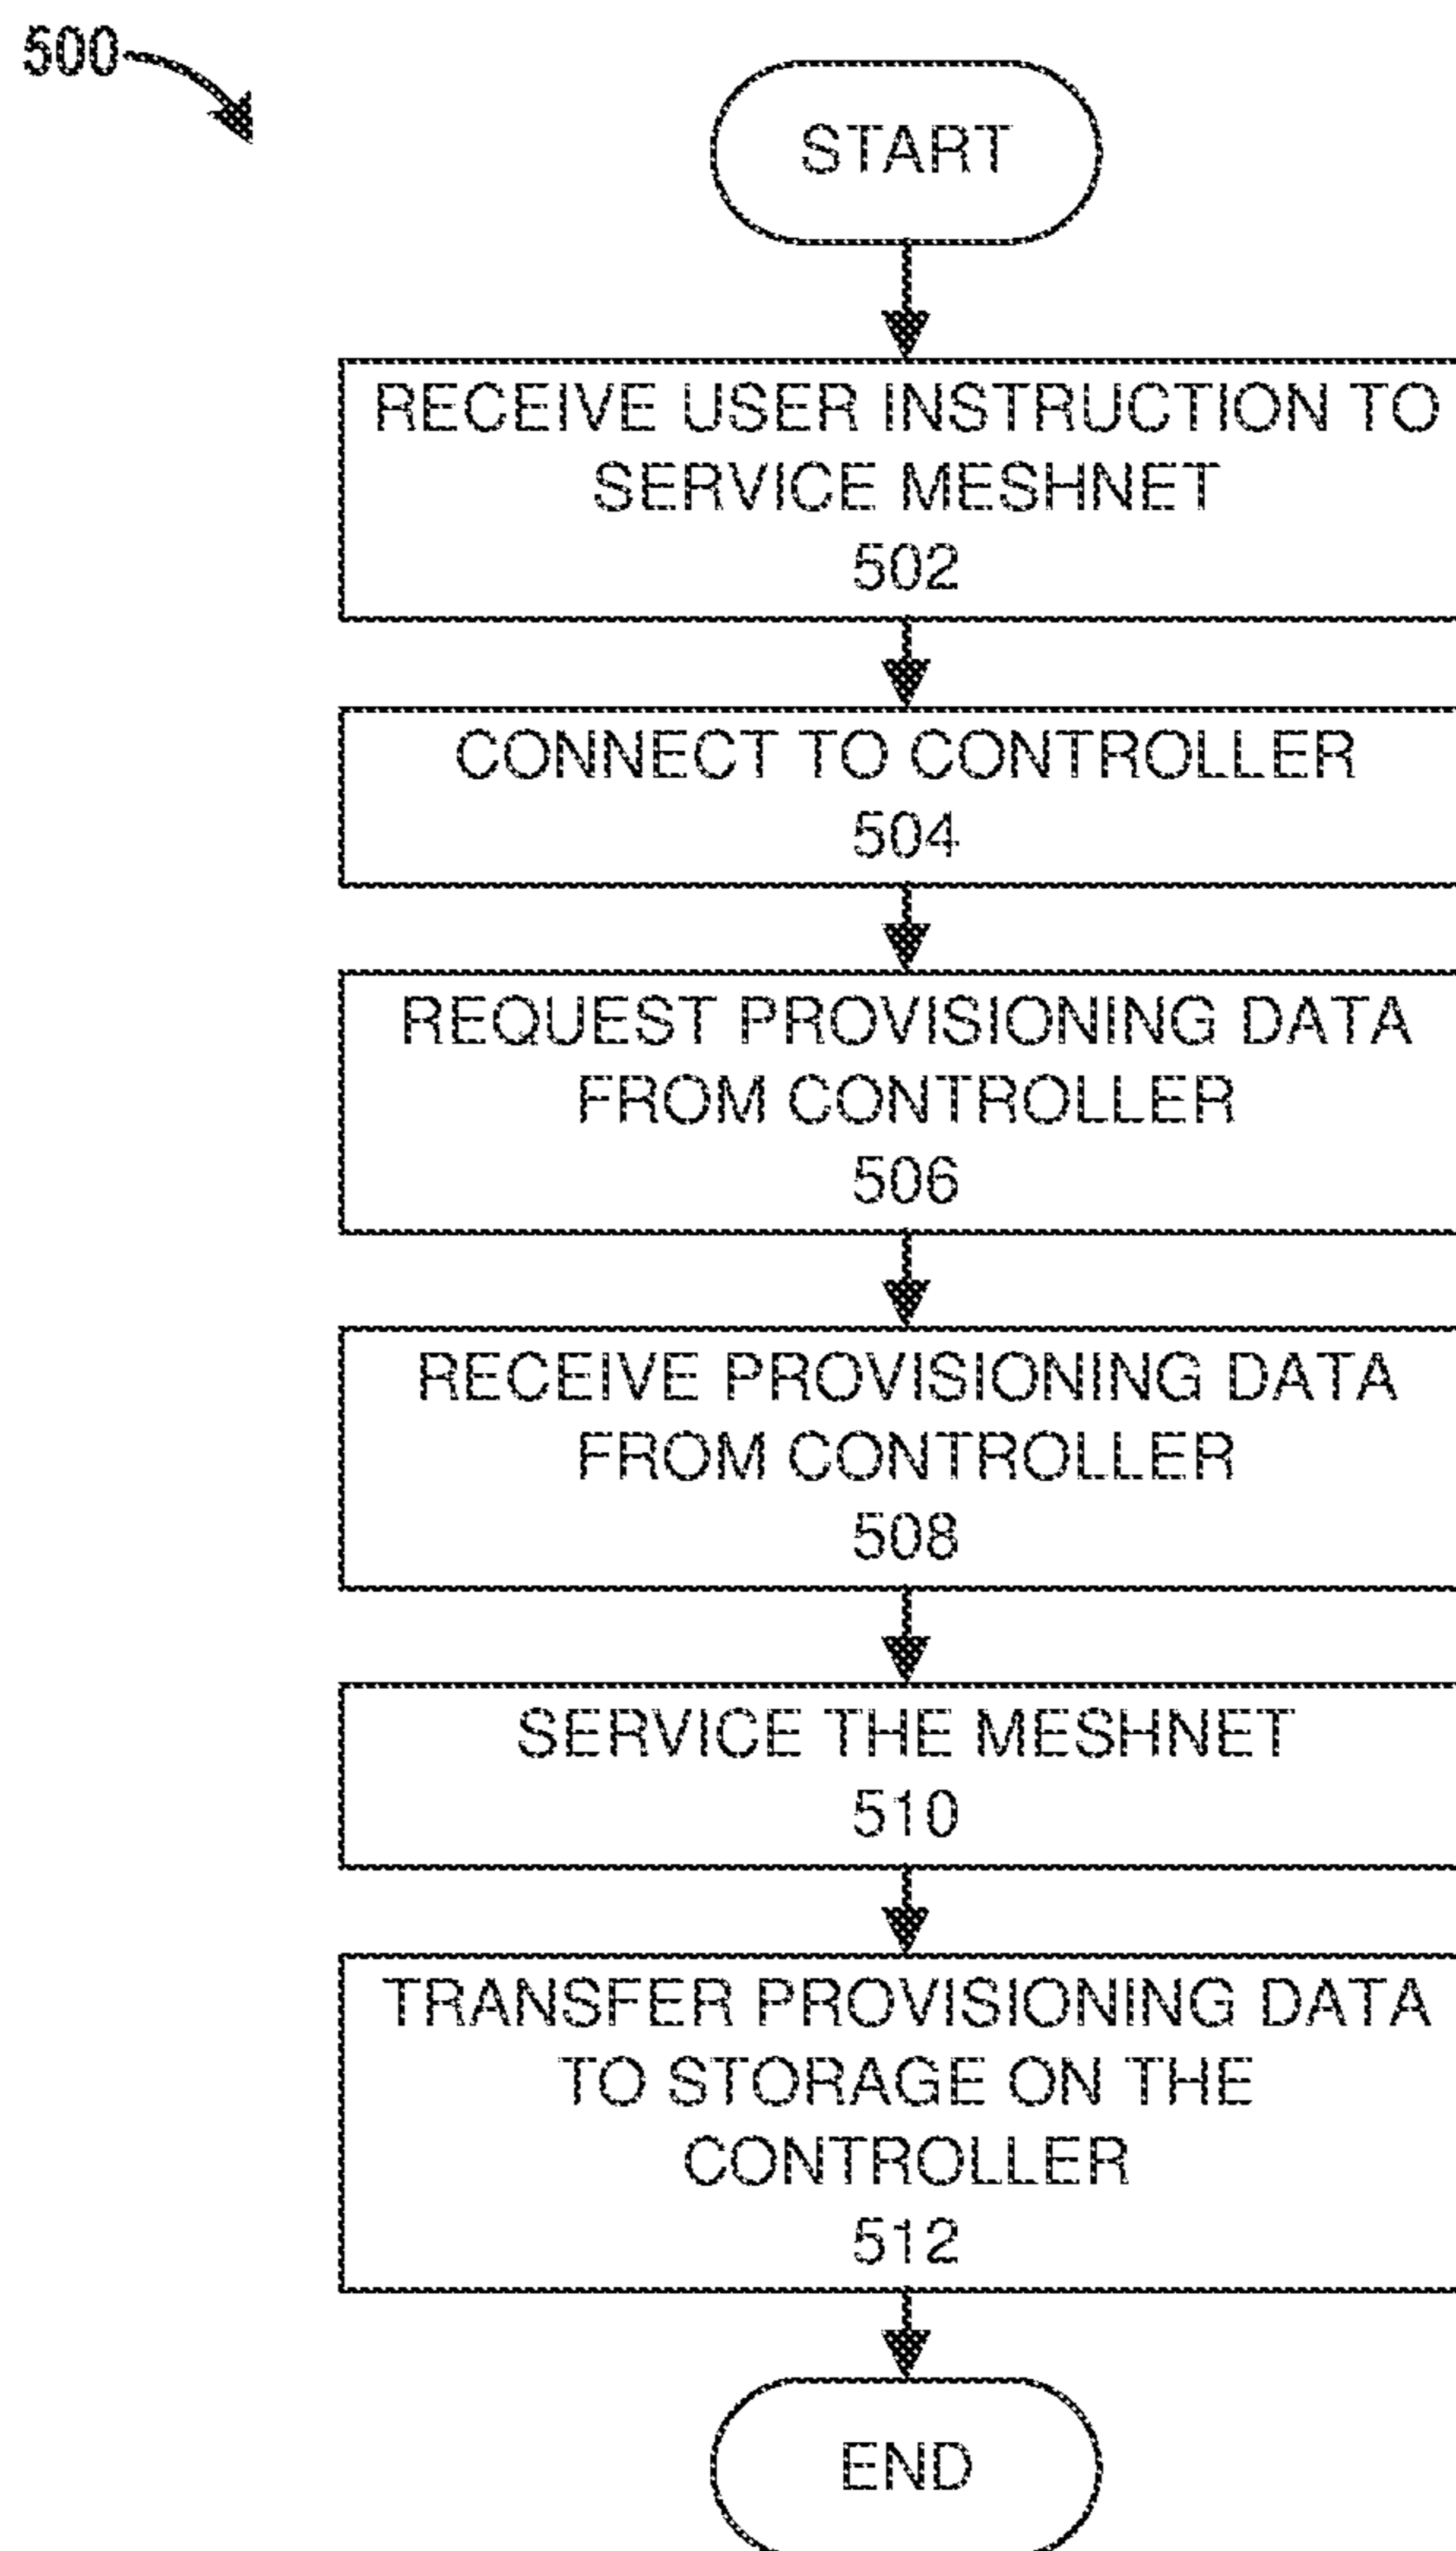 500
START
RECEIVE USER INSTRUCTION TO
SERVICE MESHNET
502
CONNECT TO CONTROLLER
504
REQUEST PROVISIONING DATA
FROM CONTROLLER
506
RECEIVE PROVISIONING DATA
FROM CONTROLLER
508
SERVICE THE MESHNET
510
TRANSFER PROVISIONING DATA
TO STORAGE ON THE
CONTROLLER
512
END